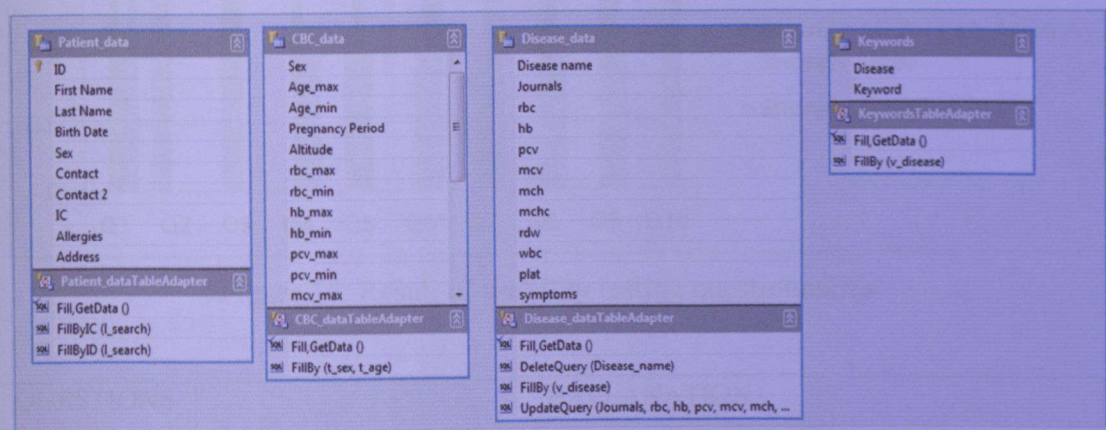 Patient_data
ID
First Name
Last Name
Birth Date
Sex
Contact
Contact 2
IC
Allergies
Address
Patient_dataTableAdapter
Fill,GetData ()
FillByIC (l_search)
FillByID (l_search)
CBC_data
Sex
Age_max
Age_min
Pregnancy Period
Altitude
rbc_max
rbc_min
hb_max
hb_min
pcv_max
pcv_min
mcv_max
CBC_dataTableAdapter
Fill,GetData ()
FillBy (t_sex, t_age)
Disease_data
Disease name
Journals
rbc
hb
pcv
mcv
mch
mchc
rdw
wbc
plat
symptoms
Disease_dataTableAdapter
Fill,GetData ()
DeleteQuery (Disease_name)
FillBy (v_disease)
UpdateQuery (Journals, rbc, hb, pcv, mcv, mch, ...
Keywords
Disease
Keyword
KeywordsTableAdapter
Fill,GetData ()
FillBy (v_disease)